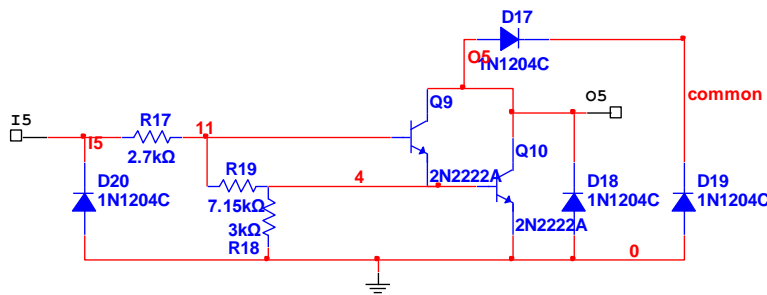 D17
O5
1N1204C
I5
R17
11
I5
2.7kΩ
Q9
O5
common
D20
1N1204C
R19
7.15kΩ
3kΩ
R18
4
2N2222A
Q10
2N2222A
D18
1N1204C
D19
1N1204C
0